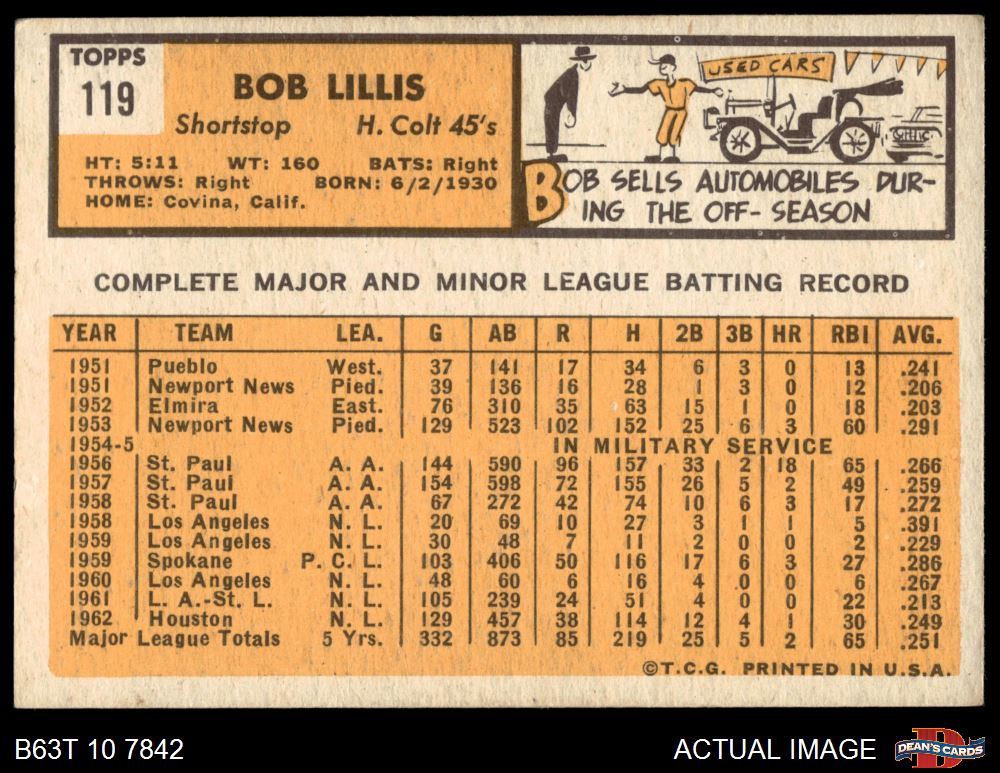 TOPPS
119
BOB LILLIS
Shortstop H. Colt 45's
HT: 5:11 WT: 160 BATS: Right
THROWS: Right BORN: 6/2/1930
HOME: Covina, Calif.
USED CARS
BOB SELLS AUTOMOBILES DUR-
ING THE OFF-SEASON
COMPLETE MAJOR AND MINOR LEAGUE BATTING RECORD
YEAR TEAM LEA. G AB R H 2B 3B HR RBI AVG.
1951 Pueblo West. 37 141 17 34 6 3 0 13 .241
1951 Newport News Pied. 39 136 16 28 1 3 0 12 .206
1952 Elmira East. 76 310 35 63 15 1 0 18 .203
1953 Newport News Pied. 129 523 102 152 25 6 3 60 .291
1954-5 IN MILITARY SERVICE
1956 St. Paul A. A. 144 590 96 157 33 2 18 65 .266
1957 St. Paul A. A. 154 598 72 155 26 5 2 49 .259
1958 St. Paul A. A. 67 272 42 74 10 6 3 17 .272
1958 Los Angeles N. L. 20 69 10 27 3 1 1 5 .391
1959 Los Angeles N. L. 30 48 7 11 2 0 0 2 .229
1959 Spokane P. C. L. 103 406 50 116 17 6 3 27 .286
1960 Los Angeles N. L. 48 60 6 16 4 0 0 6 .267
1961 L. A.-St. L. N. L. 105 239 24 51 4 0 0 22 .213
1962 Houston N. L. 129 457 38 114 12 4 1 30 .249
Major League Totals 5 Yrs. 332 873 85 219 25 5 2 65 .251
©T.C.G. PRINTED IN U.S.A.
B63T 10 7842 ACTUAL IMAGE DEAN'S CARDS